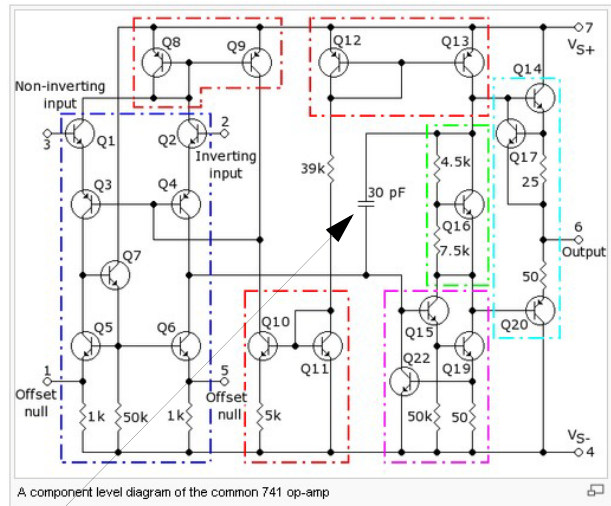 Q8
Q9
Q12
Q13
7
V S+
Q14
Non-inverting
input
3
Q1
Q2
2
Inverting
input
Q17
25
39k
4.5k
30 pF
Q3
Q4
Q16
7.5k
6
Output
50
Q7
Q5
Q6
Q10
Q11
Q15
Q22
Q19
Q20
1
Offset
null
5
Offset
null
1k
50k
1k
5k
50k
50
V S-
4
A component level diagram of the common 741 op-amp